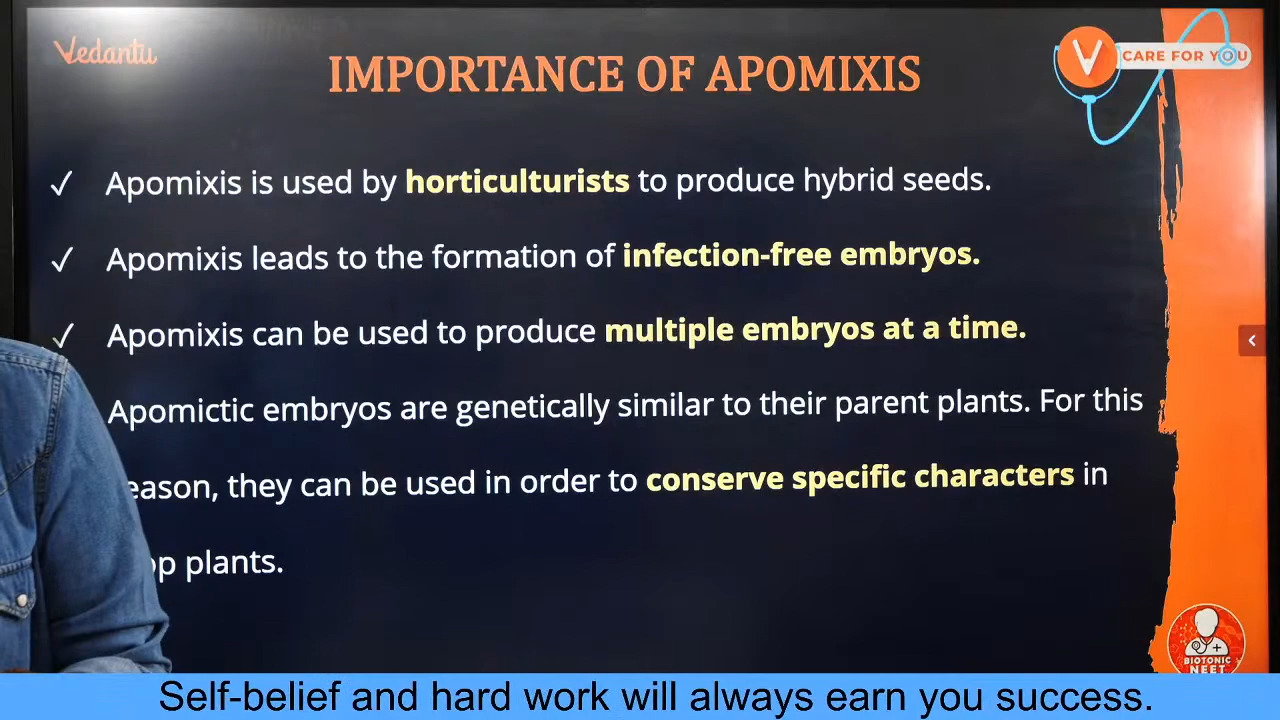 Vedantu
V CARE FOR YOU
IMPORTANCE OF APOMIXIS
✓ Apomixis is used by horticulturists to produce hybrid seeds.
✓ Apomixis leads to the formation of infection-free embryos.
✓ Apomixis can be used to produce multiple embryos at a time.
Apomictic embryos are genetically similar to their parent plants. For this
eason, they can be used in order to conserve specific characters in
op plants.
BIOTONIC
NEET
Self-belief and hard work will always earn you success.